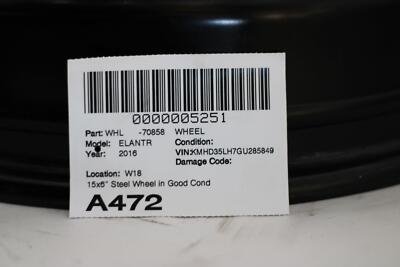 0000005251
Part: WHL -70858 WHEEL
Model: ELANTR Condition:
Year: 2016 VIN:KMHD35LH7GU285849
Damage Code:
Location: W18
15x6" Steel Wheel in Good Cond
A472